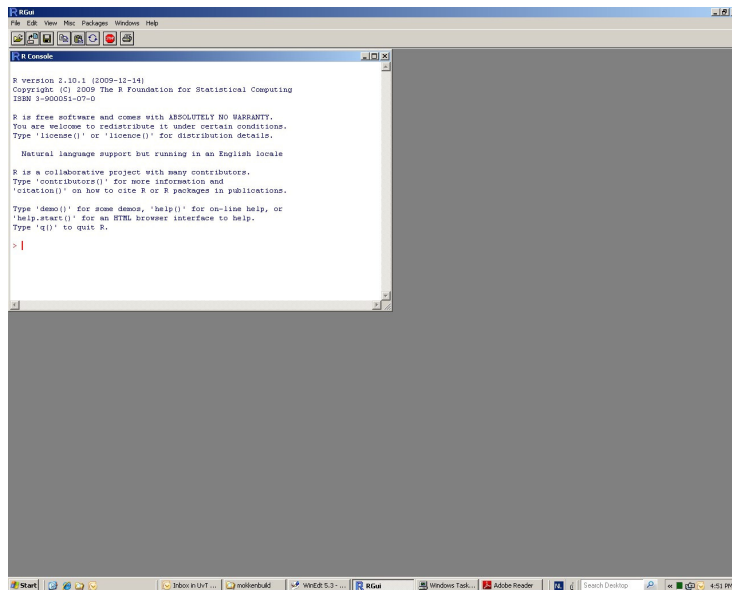 RGui
File Edit View Misc Packages Windows Help
STOP
R Console
R version 2.10.1 (2009-12-14)
Copyright (C) 2009 The R Foundation for Statistical Computing
ISBN 3-900051-07-0
R is free software and comes with ABSOLUTELY NO WARRANTY.
You are welcome to redistribute it under certain conditions.
Type 'license()' or 'licence()' for distribution details.
Natural language support but running in an English locale
R is a collaborative project with many contributors.
Type 'contributors()' for more information and
'citation()' on how to cite R or R packages in publications.
Type 'demo()' for some demos, 'help()' for on-line help, or
'help.start()' for an HTML browser interface to help.
Type 'q()' to quit R.
>
Start Inbox in UvT ... mokkenbuild WinEdt 5.3 - ... RGui Windows Task... Adobe Reader NL Search Desktop « 4:51 PM